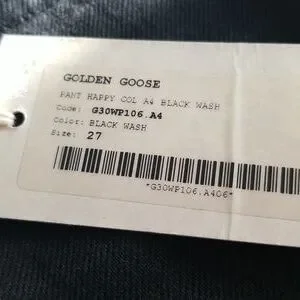 GOLDEN GOOSE
PANT HAPPY COL A4 BLACK WASH
Code: G30WP106.A4
Color: BLACK WASH
Size: 27
*G30WP106.A406*